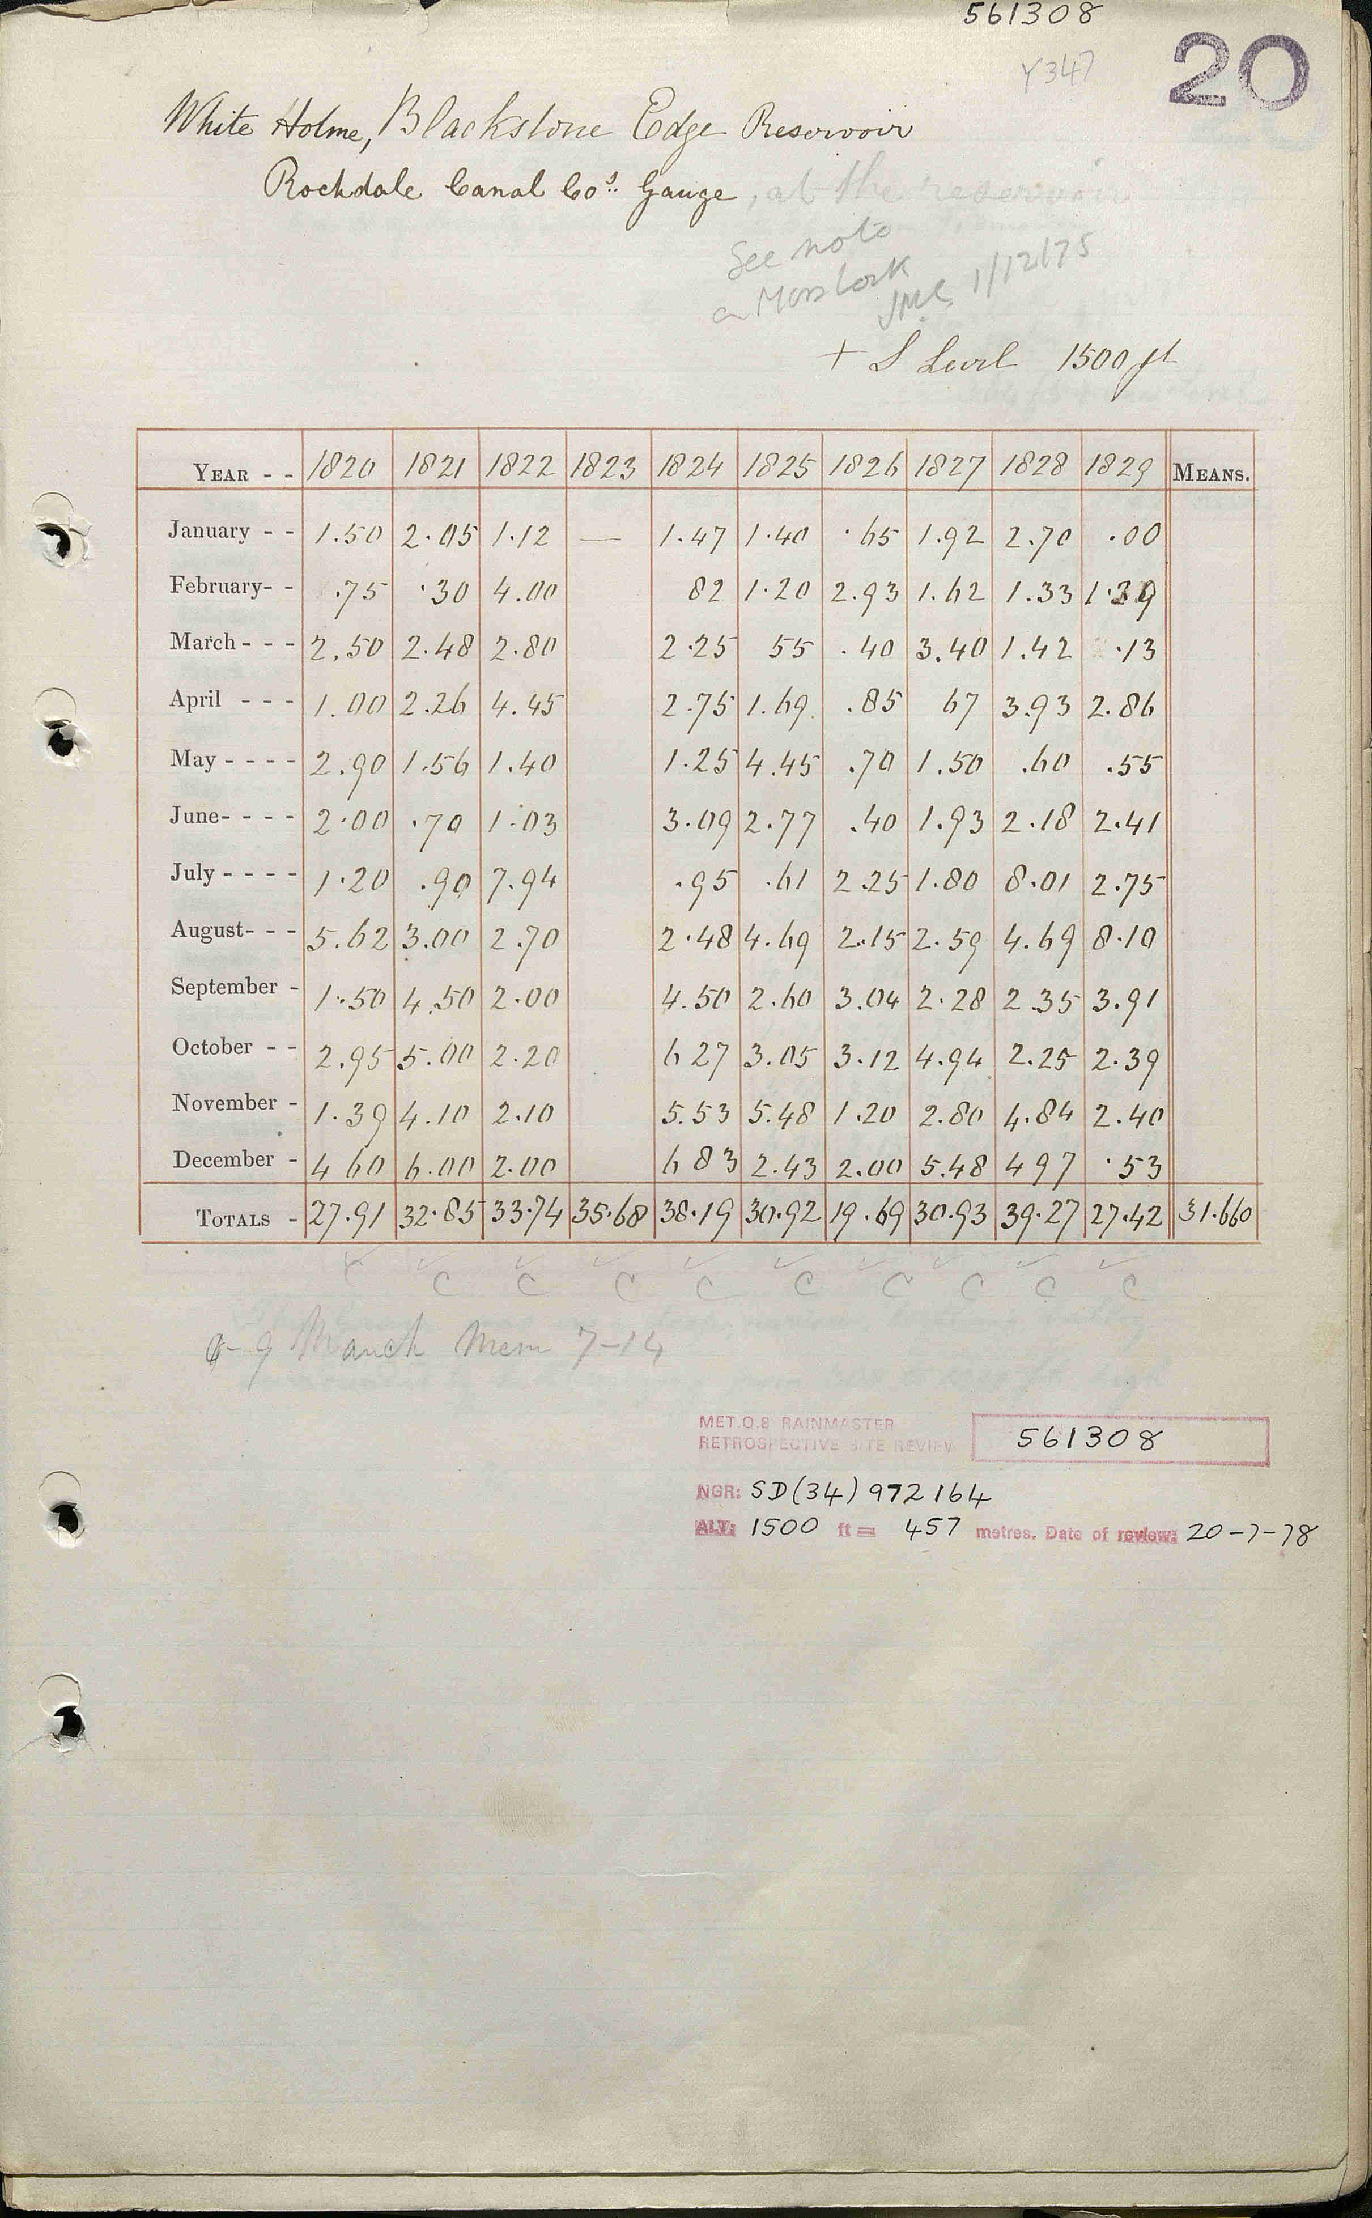 561308
Y347
20
White Holme, Blackstone Edge Reservoir
Rochdale Canal Co.s Gauge, at the reservoir
See note
on Moss Lock
1/12/75
+ S Level 1500 ft
YEAR - - 1820 1821 1822 1823 1824 1825 1826 1827 1828 1829 MEANS.
January - - 1.50 2.05 1.12 — 1.47 1.40 .65 1.92 2.70 .00
February- - .75 .30 4.00 82 1.20 2.93 1.62 1.33 1.39
March - - - 2.50 2.48 2.80 2.25 55 .40 3.40 1.42 .13
April - - - 1.00 2.26 4.45 2.75 1.69 .85 67 3.93 2.86
May - - - - 2.90 1.56 1.40 1.25 4.45 .70 1.50 .60 .55
June- - - - 2.00 .70 1.03 3.09 2.77 .40 1.93 2.18 2.41
July - - - - 1.20 .90 7.94 .95 .61 2.25 1.80 8.01 2.75
August- - - 5.62 3.00 2.70 2.48 4.69 2.15 2.59 4.69 8.10
September - 1.50 4.50 2.00 4.50 2.60 3.04 2.28 2.35 3.91
October - - 2.95 5.00 2.20 6 27 3.05 3.12 4.94 2.25 2.39
November - 1.39 4.10 2.10 5.53 5.48 1.20 2.80 4.84 2.40
December - 4 60 6.00 2.00 6 83 2.43 2.00 5.48 4 97 .53
TOTALS - 27.91 32.85 33.74 35.68 38.19 30.92 19.69 30.93 39.27 27.42 31.660
C C C C C C C C C
Manch Mem 7-14
MET.O.8 RAINMASTER
RETROSPECTIVE SITE REVIEW 561308
NGR: SD(34) 972 164
ALT: 1500 ft = 457 metres. Date of review: 20-7-78